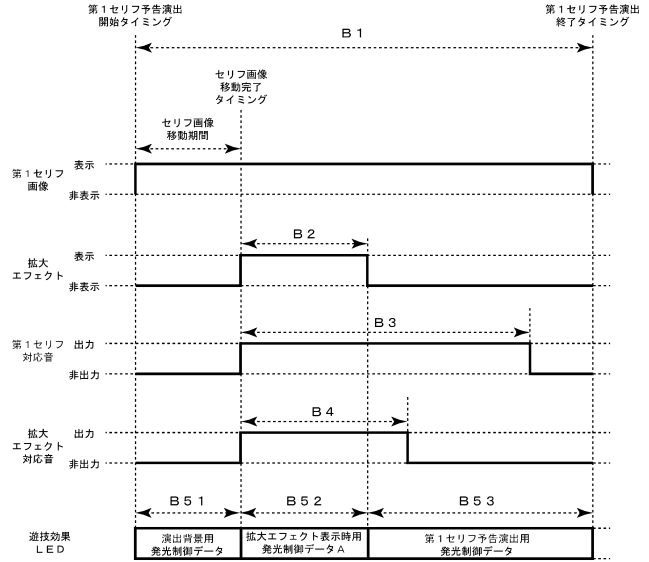 第１セリフ予告演出
開始タイミング
第１セリフ予告演出
終了タイミング
Ｂ１
セリフ画像
移動完了
タイミング
セリフ画像
移動期間
第１セリフ
画像
表示
非表示
Ｂ２
拡大
エフェクト
表示
非表示
Ｂ３
第１セリフ
対応音
出力
非出力
Ｂ４
拡大
エフェクト
対応音
出力
非出力
Ｂ５１
Ｂ５２
Ｂ５３
遊技効果
ＬＥＤ
演出背景用
発光制御データ
拡大エフェクト表示時用
発光制御データＡ
第１セリフ予告演出用
発光制御データ